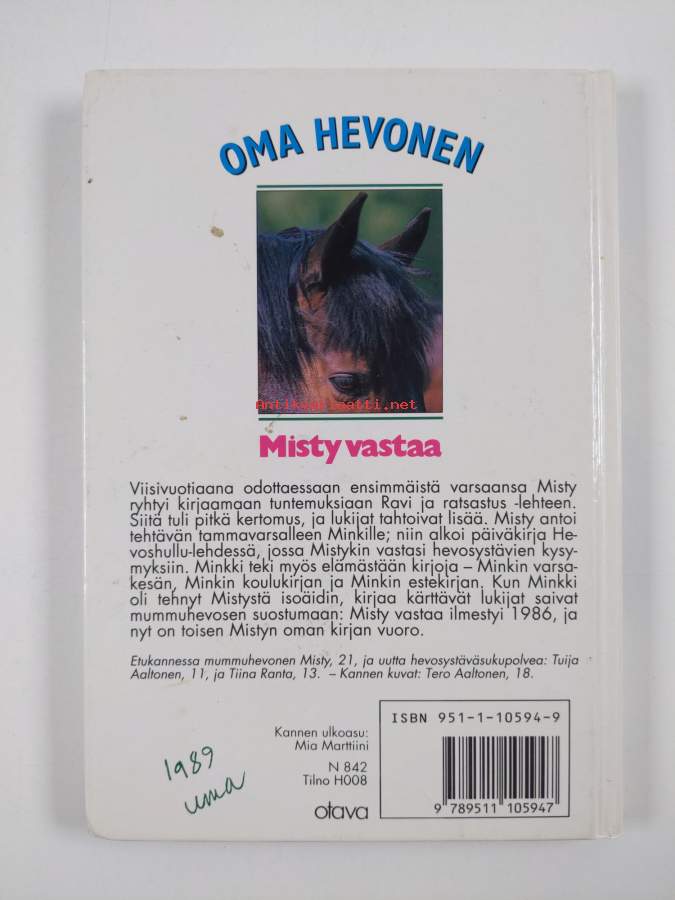 OMA HEVONEN
Antikvariaatti.net
Misty vastaa
Viisivuotiaana odottaessaan ensimmäistä varsaansa Misty
ryhtyi kirjaamaan tuntemuksiaan Ravi ja ratsastus -lehteen.
Siitä tuli pitkä kertomus, ja lukijat tahtoivat lisää. Misty antoi
tehtävän tammavarsalleen Minkille; niin alkoi päiväkirja He-
voshullu-lehdessä, jossa Mistykin vastasi hevosystävien kysy-
myksiin. Minkki teki myös elämästään kirjoja – Minkin varsa-
kesän, Minkin koulukirjan ja Minkin estekirjan. Kun Minkki
oli tehnyt Mistystä isoäidin, kirjaa kärttävät lukijat saivat
mummuhevosen suostumaan: Misty vastaa ilmestyi 1986, ja
nyt on toisen Mistyn oman kirjan vuoro.
Etukannessa mummuhevonen Misty, 21, ja uutta hevosystäväsukupolvea: Tuija
Aaltonen, 11, ja Tiina Ranta, 13. – Kannen kuvat: Tero Aaltonen, 18.
Kannen ulkoasu:
Mia Marttiini
N 842
Tilno H008
otava
ISBN 951-1-10594-9
9 789511 105947
1989
uma